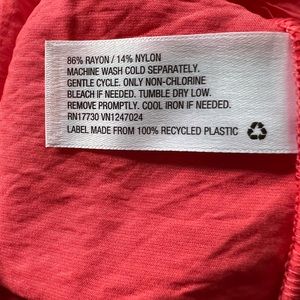 86% RAYON / 14% NYLON
MACHINE WASH COLD SEPARATELY.
GENTLE CYCLE. ONLY NON-CHLORINE
BLEACH IF NEEDED. TUMBLE DRY LOW.
REMOVE PROMPTLY. COOL IRON IF NEEDED.
RN17730 VN1247024
LABEL MADE FROM 100% RECYCLED PLASTIC